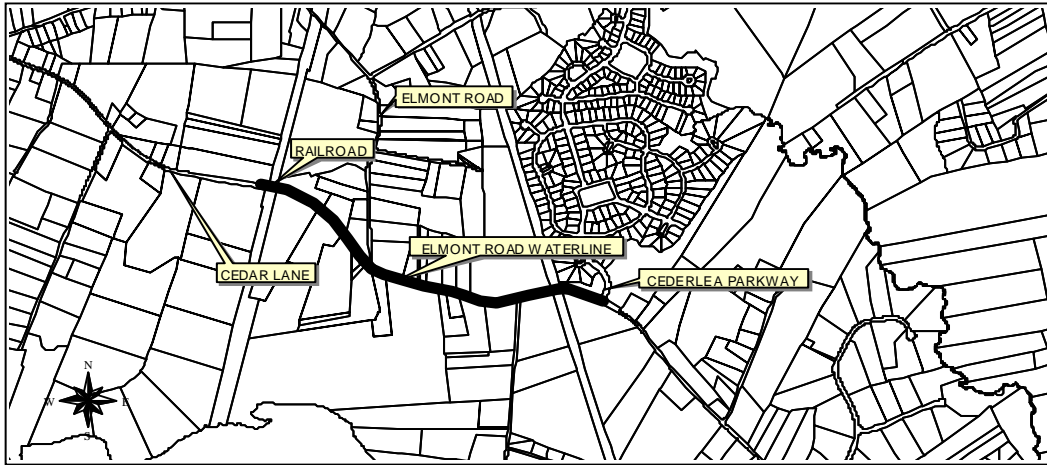 ELMONT ROAD
RAILROAD
ELMONT ROAD WATERLINE
CEDAR LANE
CEDERLEA PARKWAY
N
W E
S